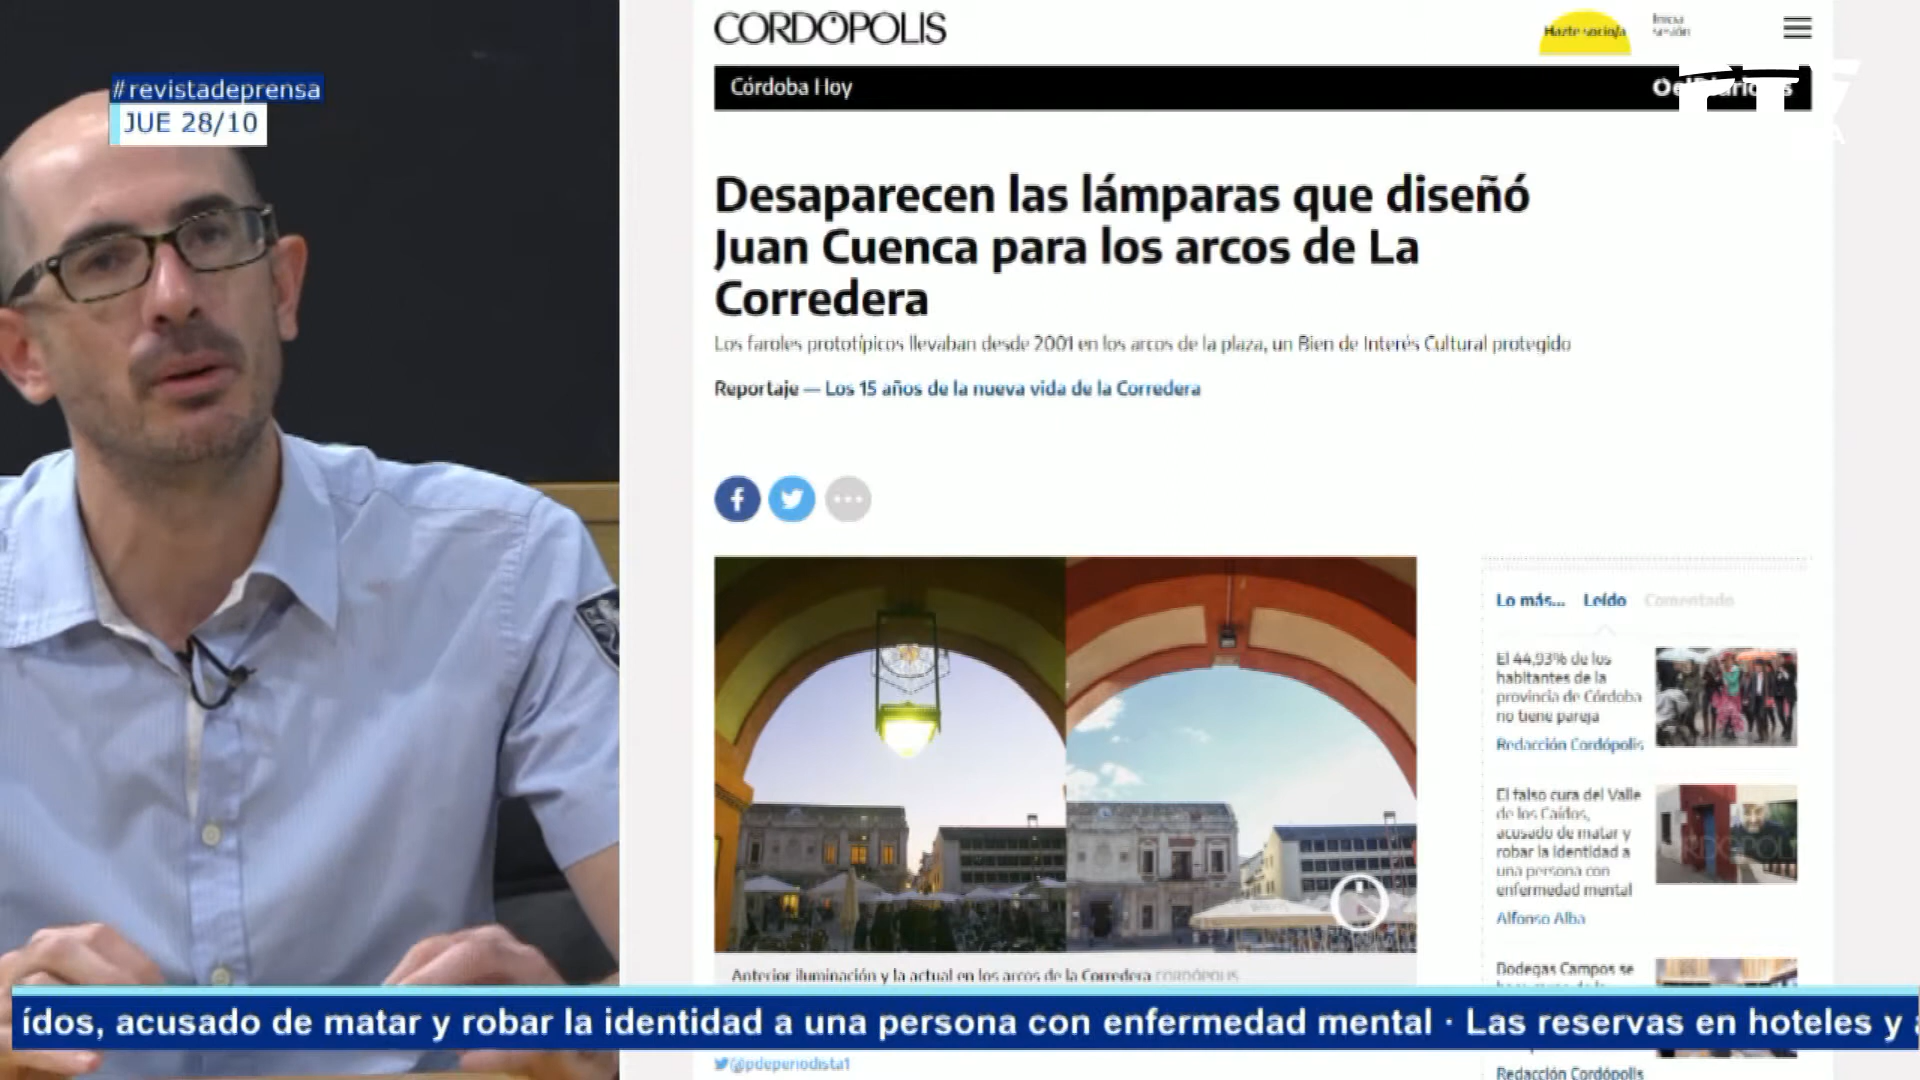 #revistadeprensa
JUE 28/10
CORDÓPOLIS
Hazte socio/a
Inicia
sesión
Córdoba Hoy
Desaparecen las lámparas que diseñó
Juan Cuenca para los arcos de La
Corredera
Los faroles prototípicos llevaban desde 2001 en los arcos de la plaza, un Bien de Interés Cultural protegido
Reportaje — Los 15 años de la nueva vida de la Corredera
Lo más... Leído Comentado
El 44,93% de los
habitantes de la
provincia de Córdoba
no tiene pareja
Redacción Cordópolis
El falso cura del Valle
de los Caídos,
acusado de matar y
robar la identidad a
una persona con
enfermedad mental
Alfonso Alba
Bodegas Campos se
Anterior iluminación y la actual en los arcos de la Corredera CORDÓPOLIS
ídos, acusado de matar y robar la identidad a una persona con enfermedad mental · Las reservas en hoteles y
@pdeperiodista1
Redacción Cordópolis